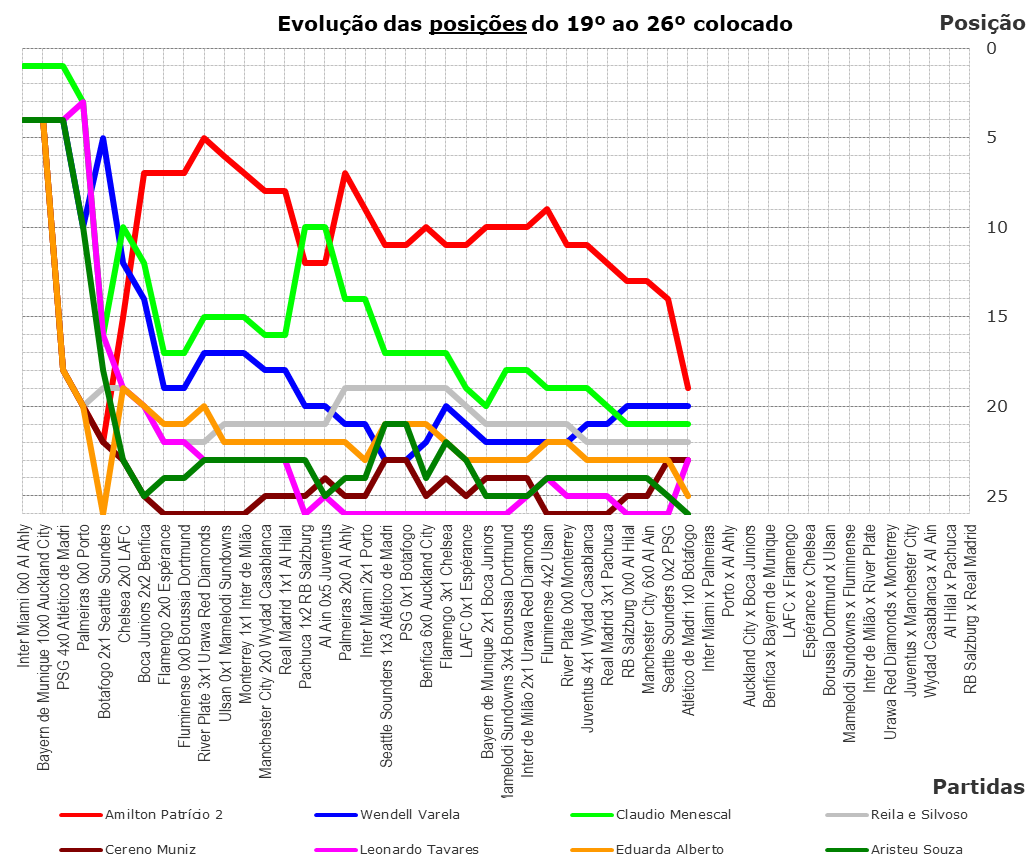 Evolução das posições do 19º ao 26º colocado
Posição
0
5
10
15
20
25
Inter Miami 0x0 Al Ahly
Bayern de Munique 10x0 Auckland City
PSG 4x0 Atlético de Madri
Palmeiras 0x0 Porto
Botafogo 2x1 Seattle Sounders
Chelsea 2x0 LAFC
Boca Juniors 2x2 Benfica
Flamengo 2x0 Espérance
Fluminense 0x0 Borussia Dortmund
River Plate 3x1 Urawa Red Diamonds
Ulsan 0x1 Mamelodi Sundowns
Monterrey 1x1 Inter de Milão
Manchester City 2x0 Wydad Casablanca
Real Madrid 1x1 Al Hilal
Pachuca 1x2 RB Salzburg
Al Ain 0x5 Juventus
Palmeiras 2x0 Al Ahly
Inter Miami 2x1 Porto
Seattle Sounders 1x3 Atlético de Madri
PSG 0x1 Botafogo
Benfica 6x0 Auckland City
Flamengo 3x1 Chelsea
LAFC 0x1 Espérance
Bayern de Munique 2x1 Boca Juniors
Mamelodi Sundowns 3x4 Borussia Dortmund
Inter de Milão 2x1 Urawa Red Diamonds
Fluminense 4x2 Ulsan
River Plate 0x0 Monterrey
Juventus 4x1 Wydad Casablanca
Real Madrid 3x1 Pachuca
RB Salzburg 0x0 Al Hilal
Manchester City 6x0 Al Ain
Seattle Sounders 0x2 PSG
Atlético de Madri 1x0 Botafogo
Inter Miami x Palmeiras
Porto x Al Ahly
Auckland City x Boca Juniors
Benfica x Bayern de Munique
LAFC x Flamengo
Espérance x Chelsea
Borussia Dortmund x Ulsan
Mamelodi Sundowns x Fluminense
Inter de Milão x River Plate
Urawa Red Diamonds x Monterrey
Juventus x Manchester City
Wydad Casablanca x Al Ain
Al Hilal x Pachuca
RB Salzburg x Real Madrid
Partidas
Amilton Patrício 2
Wendell Varela
Claudio Menescal
Reila e Silvoso
Cereno Muniz
Leonardo Tavares
Eduarda Alberto
Aristeu Souza